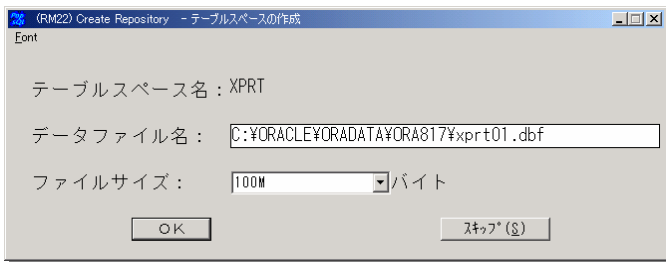 (RM22) Create Repository - テーブルスペースの作成
Font
テーブルスペース名：XPRT
データファイル名： C:¥ORACLE¥ORADATA¥ORA817¥xprt01.dbf
ファイルサイズ： 100M バイト
ＯＫ ｽｷｯﾌﾟ(S)